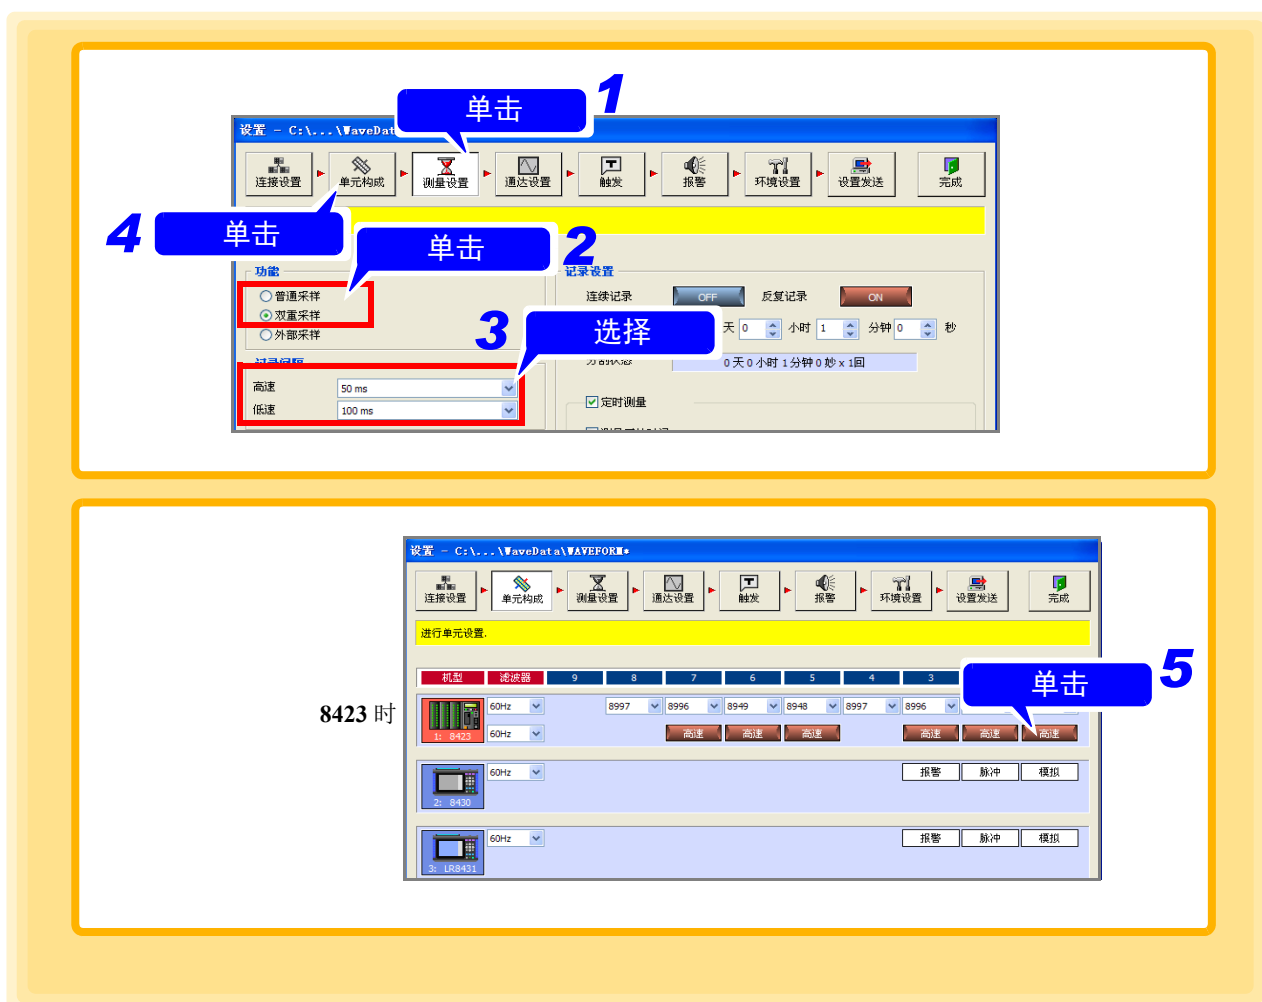 单击 1
设置 - C:\...\WaveDat
连接设置 单元构成 测量设置 通达设置 触发 报警 环境设置 设置发送 完成
4 单击
单击 2
功能
记录设置
普通采样
连续记录 OFF 反复记录 ON
双重采样
3 选择
天 0 小时 1 分钟 0 秒
外部采样
0 天 0 小时 1 分钟 0 妙 x 1回
高速 50 ms
定时测量
低速 100 ms
设置 - C:\...\WaveData\WAVEFORM*
连接设置 单元构成 测量设置 通达设置 触发 报警 环境设置 设置发送 完成
进行单元设置.
单击 5
机型 滤波器 9 8 7 6 5 4 3
8423 时
60Hz 8997 8996 8949 8948 8997 8996
1: 8423 60Hz 高速 高速 高速 高速 高速 高速
60Hz 报警 脉冲 模拟
2: 8430
60Hz 报警 脉冲 模拟
3: LR8431